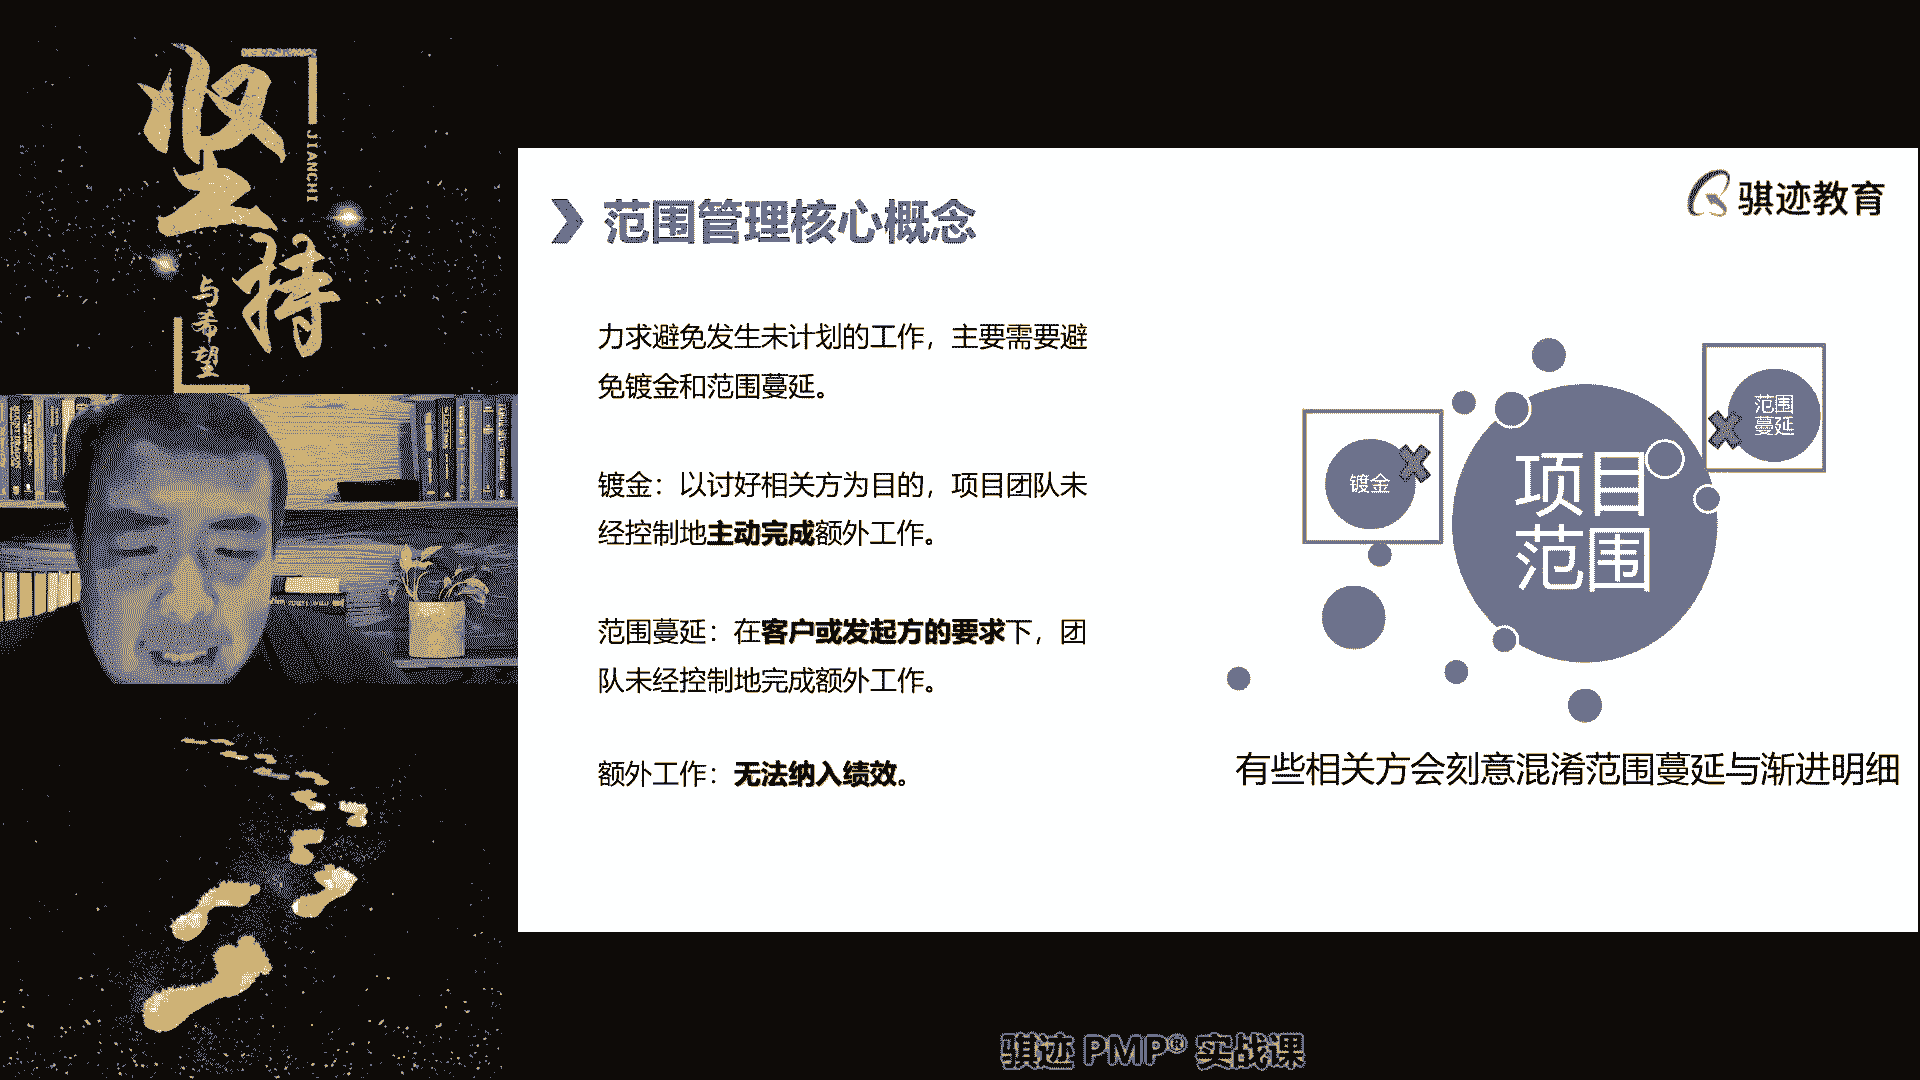 坚持
JIANCHI
与希望
骐迹教育
范围管理核心概念
力求避免发生未计划的工作，主要需要避
免镀金和范围蔓延。
镀金：以讨好相关方为目的，项目团队未
经控制地主动完成额外工作。
范围蔓延：在客户或发起方的要求下，团
队未经控制地完成额外工作。
额外工作：无法纳入绩效。
镀金
项目
范围
范围
蔓延
有些相关方会刻意混淆范围蔓延与渐进明细
骐迹 PMP® 实战课